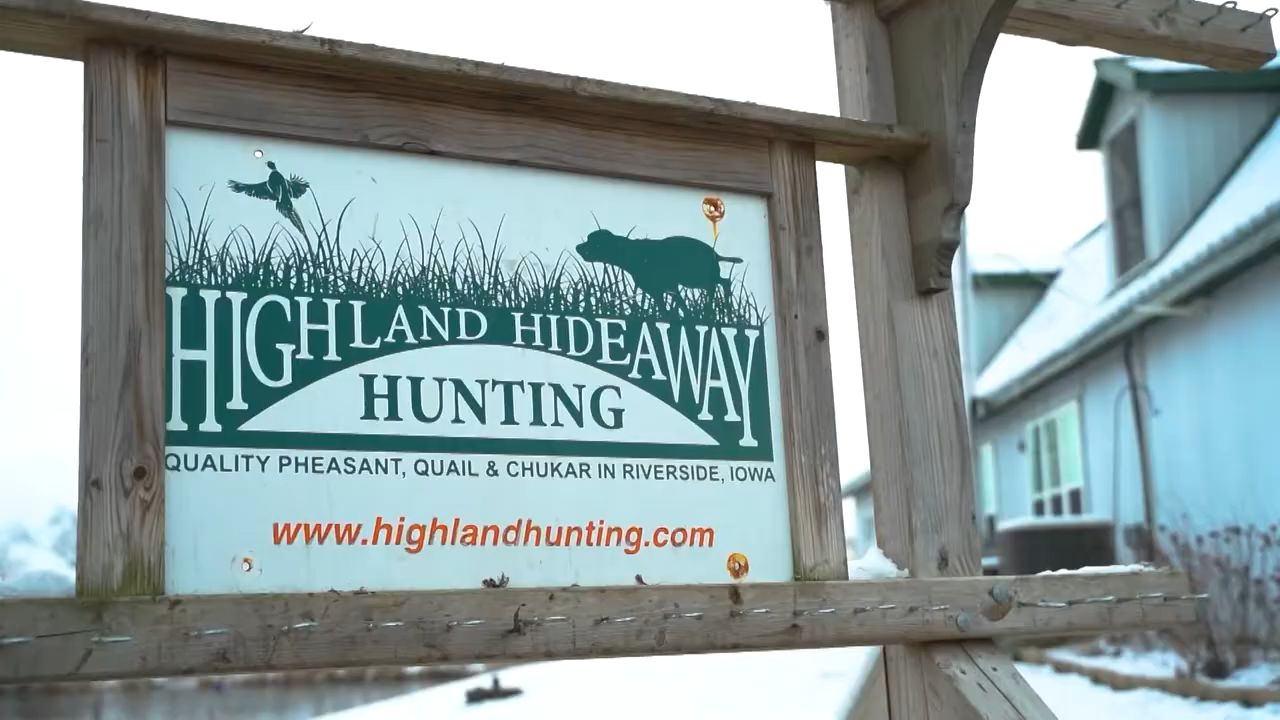 HIGHLAND HIDEAWAY
HUNTING
QUALITY PHEASANT, QUAIL & CHUKAR IN RIVERSIDE, IOWA
www.highlandhunting.com